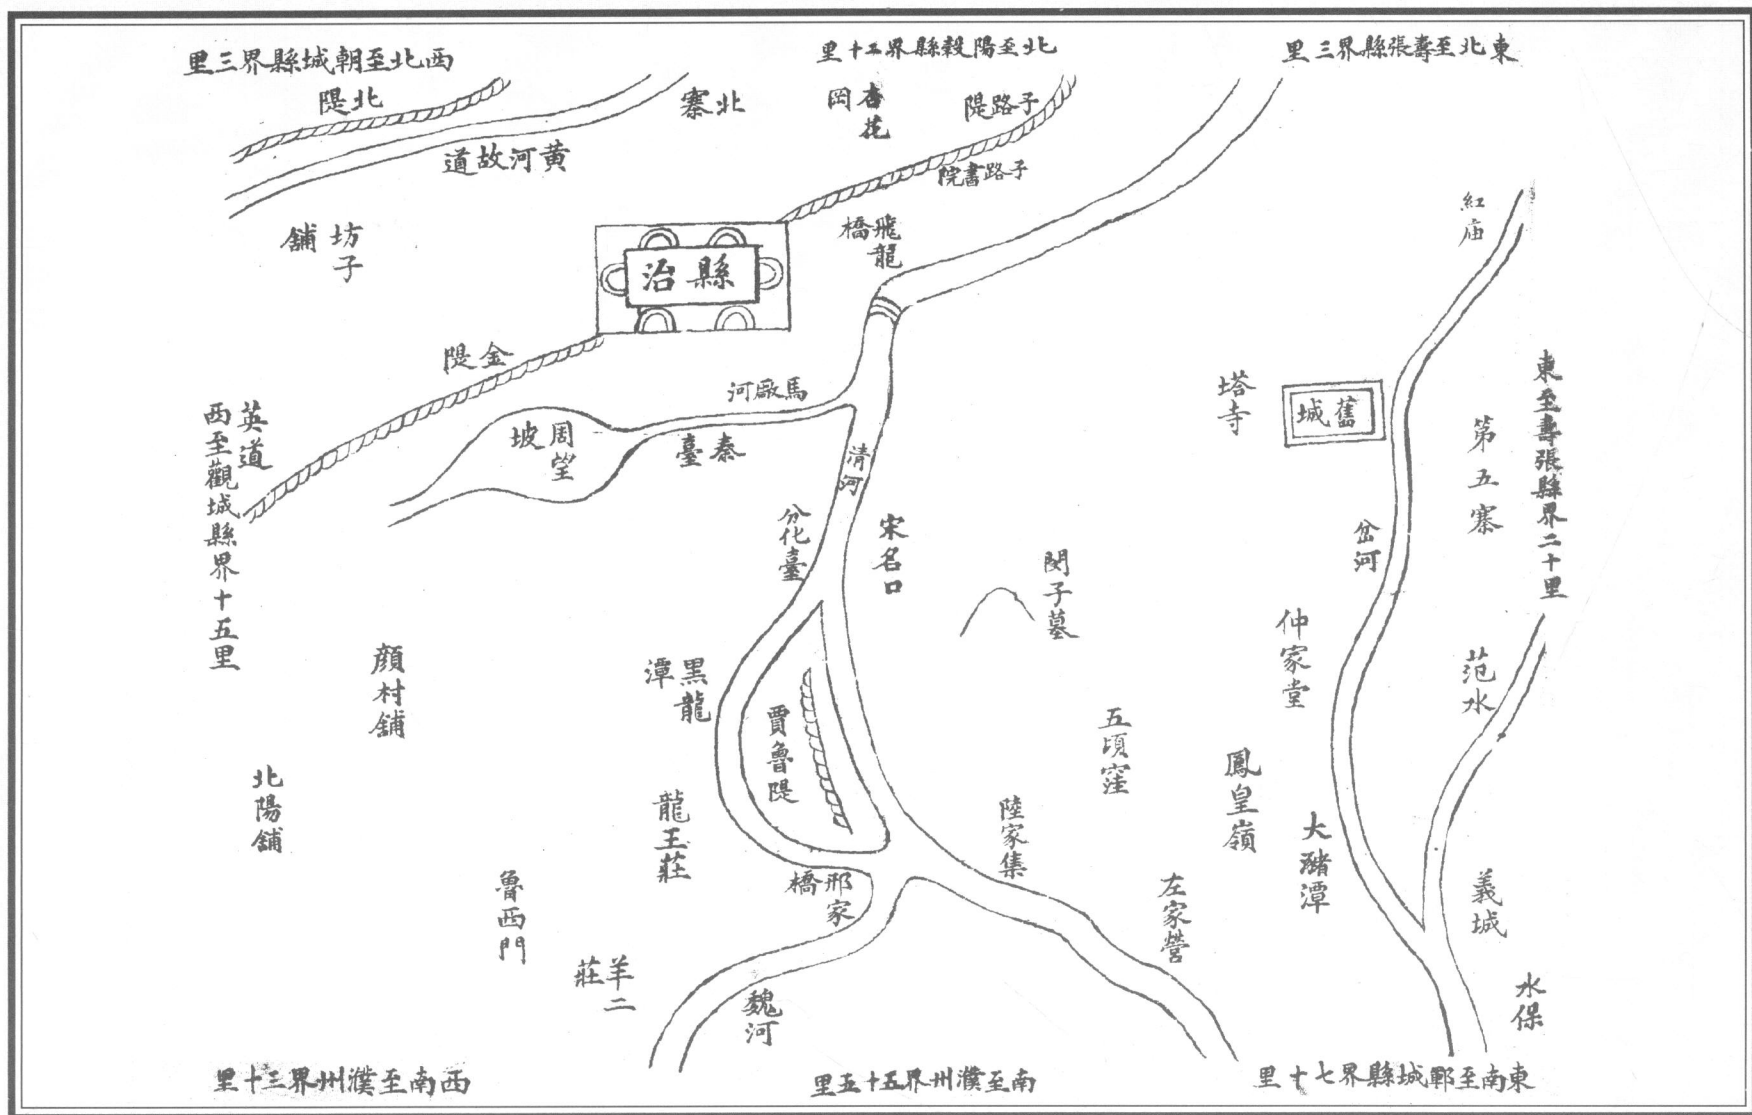 東北至壽張縣界三里
北至陽穀縣界五十里
西北至朝城縣界三里
北隄
黃河故道
北寨
杏花岡
子路隄
子路書院
飛龍橋
坊子舖
縣治
金隄
紅庙
塔寺
舊城
第五寨
東至壽張縣界二十里
馬廠河
秦臺
周堂坡
英道
西至觀城縣界十五里
清河
分化臺
宋名口
閔子墓
岔河
仲家堂
范水
顏村舖
黑龍潭
賈魯隄
五頃窪
鳳皇嶺
大潴潭
陸家集
龍王莊
北陽舖
魯西門
邢家橋
左家營
義城
羊二莊
魏河
水保
東南至鄆城縣界七十里
南至濮州界五十五里
西南至濮州界三十里